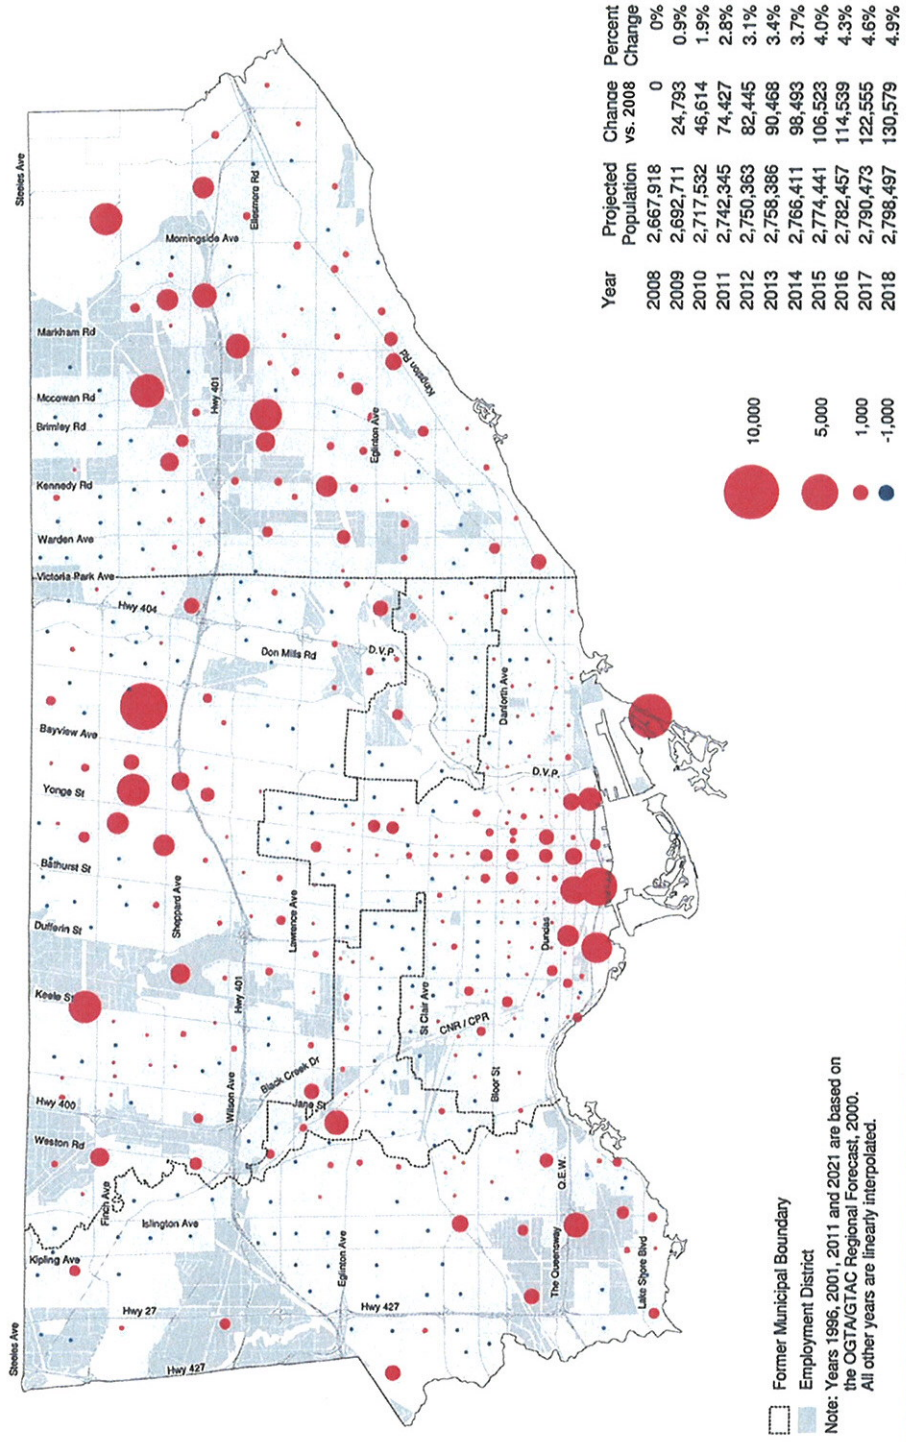 Steeles Ave
Steeles Ave
Morningside Ave
Ellesmere Rd
Markham Rd
Mccowan Rd
Brimley Rd
Hwy 401
Kingston Rd
Eglinton Ave
Kennedy Rd
Warden Ave
Victoria Park Ave
Hwy 404
Don Mills Rd
D.V.P.
Danforth Ave
Bayview Ave
Yonge St
D.V.P.
Bathurst St
Sheppard Ave
Dufferin St
Lawrence Ave
Dundas
Keele St
Hwy 401
St Clair Ave
CNR / CPR
Black Creek Dr
Wilson Ave
Jane St
Bloor St
Hwy 400
Weston Rd
Finch Ave
Islington Ave
Q.E.W.
Kipling Ave
Eglinton Ave
The Queensway
Lake Shore Blvd
Hwy 27
Hwy 427
Hwy 427
Former Municipal Boundary
Employment District
Note: Years 1996, 2001, 2011 and 2021 are based on
the OGTA/GTAC Regional Forecast, 2000.
All other years are linearly interpolated.
10,000
5,000
1,000
-1,000
Year Projected Population Change vs. 2008 Percent Change
2008 2,667,918 0 0%
2009 2,692,711 24,793 0.9%
2010 2,717,532 46,614 1.9%
2011 2,742,345 74,427 2.8%
2012 2,750,363 82,445 3.1%
2013 2,758,386 90,468 3.4%
2014 2,766,411 98,493 3.7%
2015 2,774,441 106,523 4.0%
2016 2,782,457 114,539 4.3%
2017 2,790,473 122,555 4.6%
2018 2,798,497 130,579 4.9%